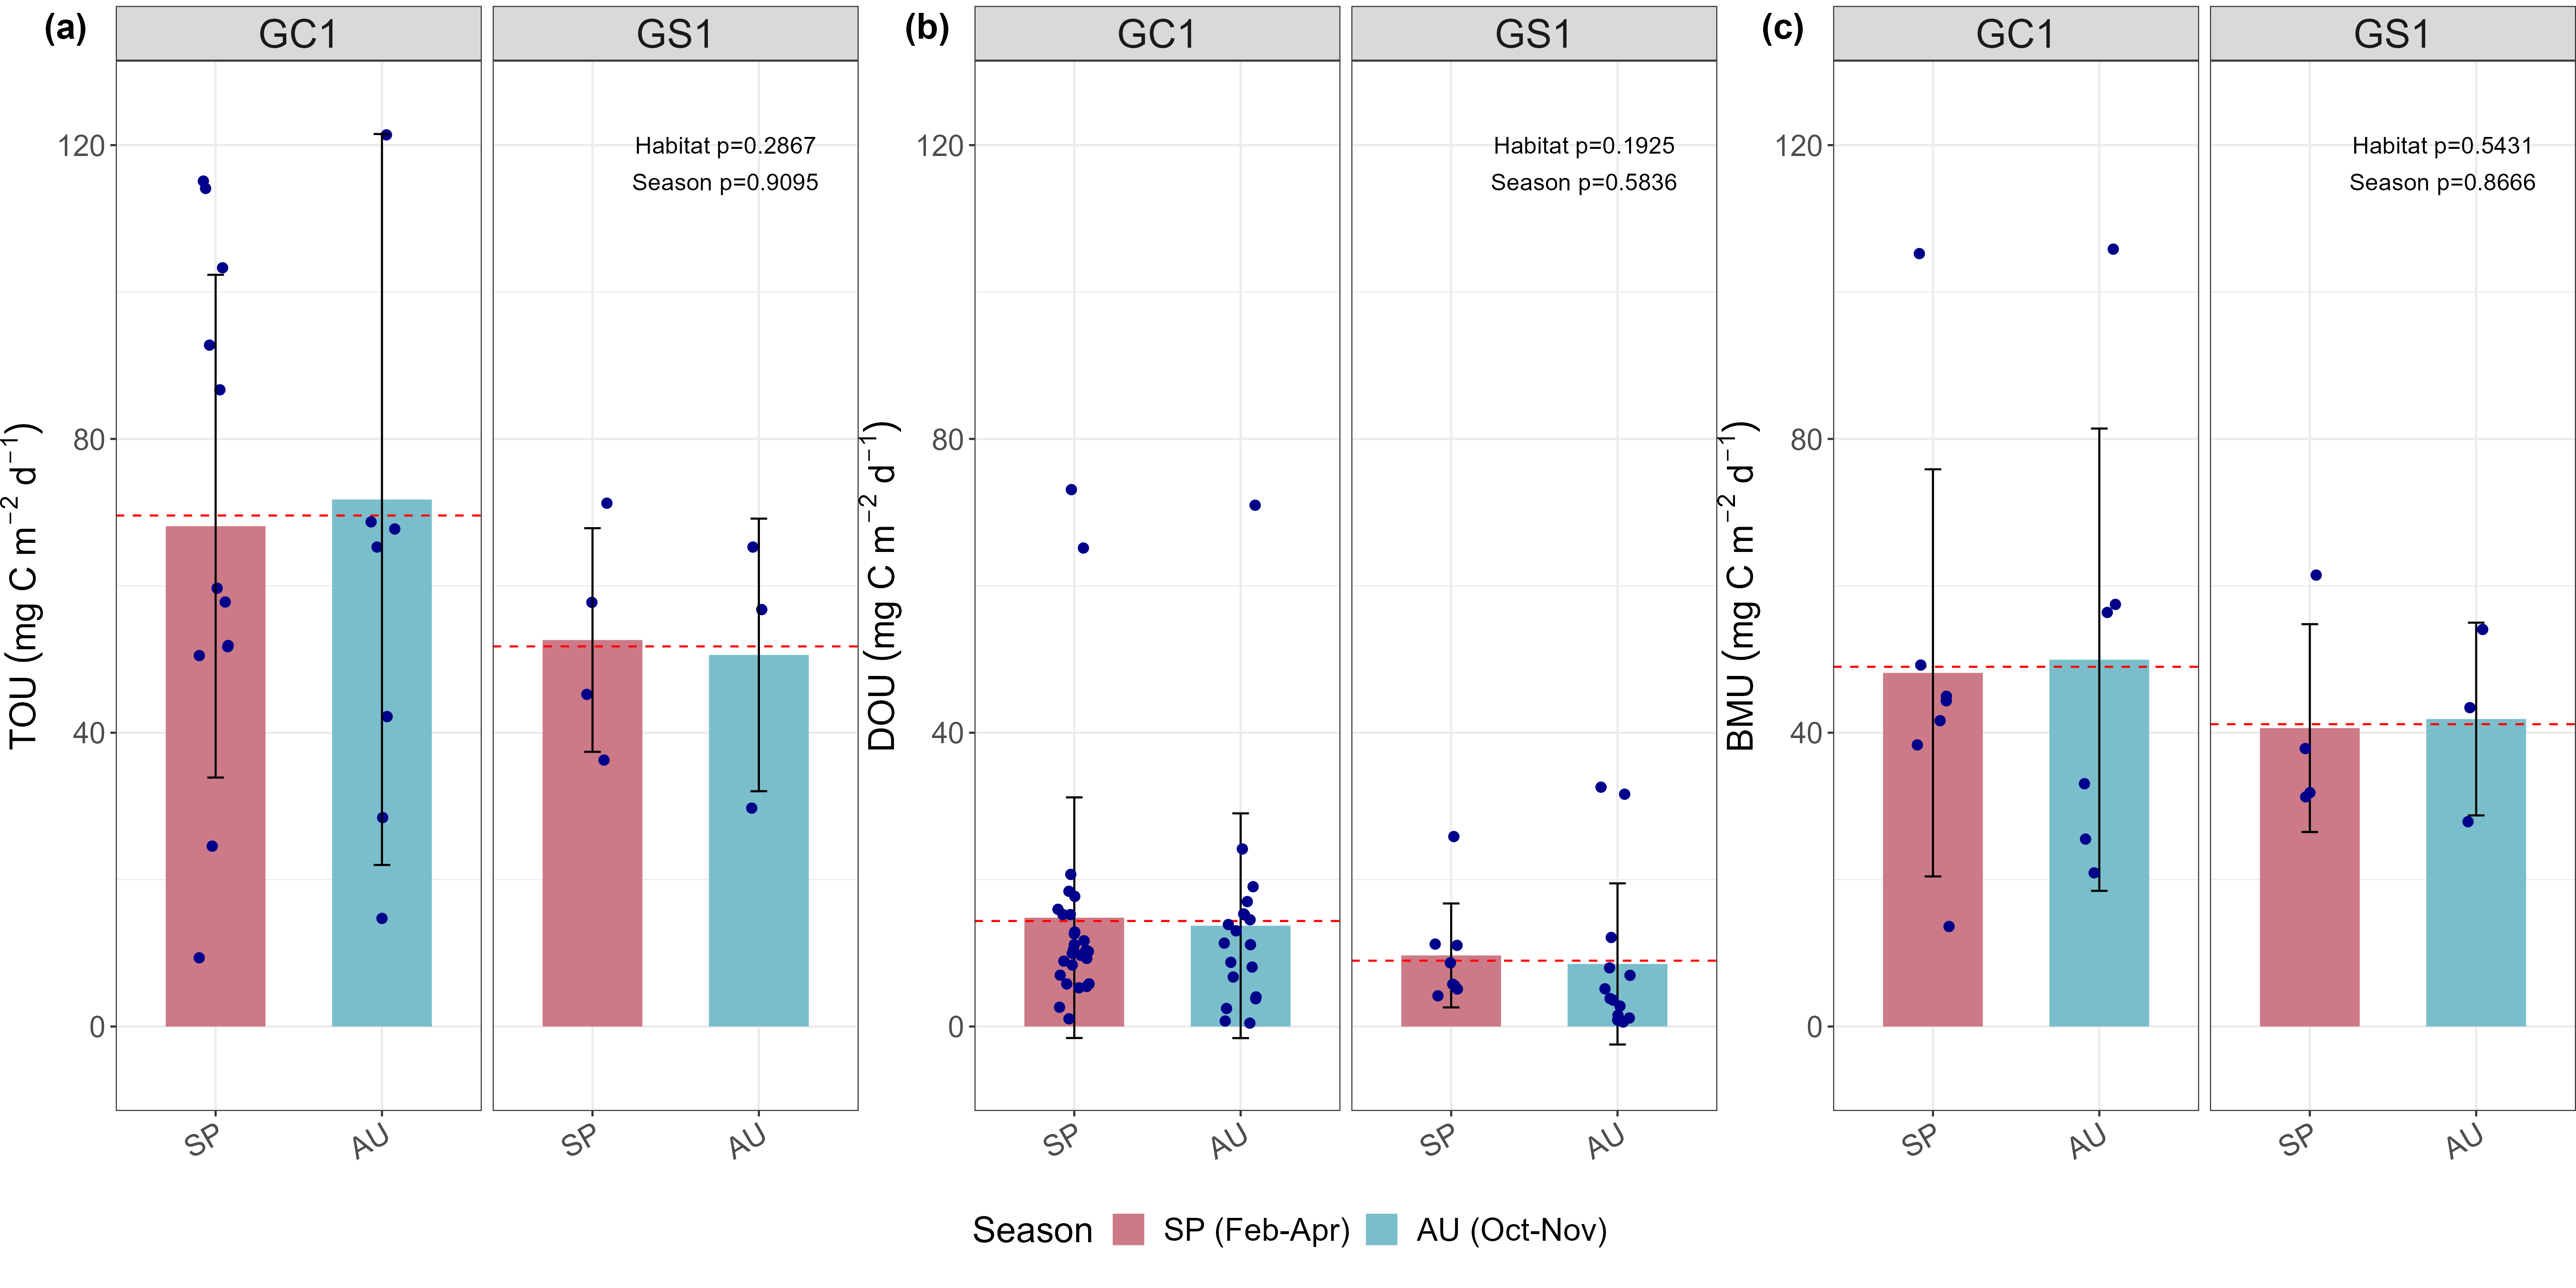 (a)
GC1
GS1
TOU (mg C m⁻² d⁻¹)
120
80
40
0
Habitat p=0.2867
Season p=0.9095
SP
AU
SP
AU
(b)
GC1
GS1
DOU (mg C m⁻² d⁻¹)
120
80
40
0
Habitat p=0.1925
Season p=0.5836
SP
AU
SP
AU
(c)
GC1
GS1
BMU (mg C m⁻² d⁻¹)
120
80
40
0
Habitat p=0.5431
Season p=0.8666
SP
AU
SP
AU
Season SP (Feb-Apr) AU (Oct-Nov)